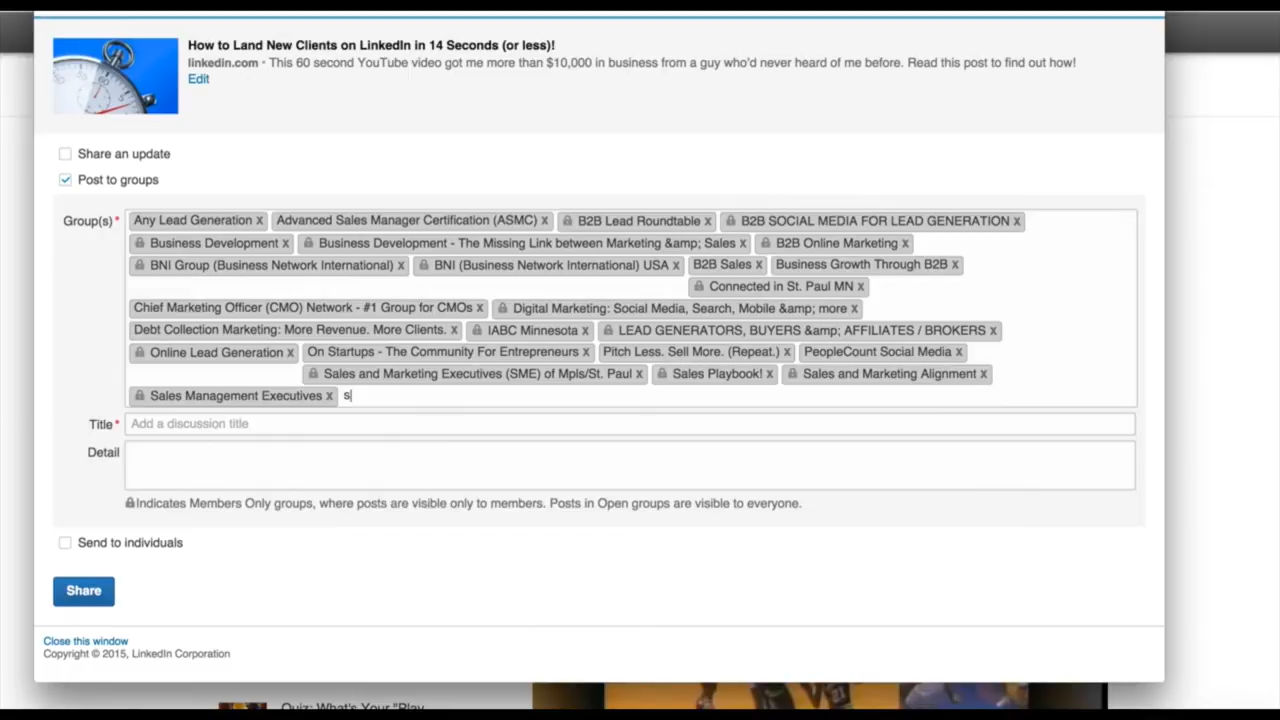 How to Land New Clients on LinkedIn in 14 Seconds (or less)!
linkedin.com · This 60 second YouTube video got me more than $10,000 in business from a guy who'd never heard of me before. Read this post to find out how!
Edit
Share an update
Post to groups
Group(s)* Any Lead Generation x Advanced Sales Manager Certification (ASMC) x B2B Lead Roundtable x B2B SOCIAL MEDIA FOR LEAD GENERATION x
Business Development x Business Development - The Missing Link between Marketing &amp; Sales x B2B Online Marketing x
BNI Group (Business Network International) x BNI (Business Network International) USA x B2B Sales x Business Growth Through B2B x
Connected in St. Paul MN x
Chief Marketing Officer (CMO) Network - #1 Group for CMOs x Digital Marketing: Social Media, Search, Mobile &amp; more x
Debt Collection Marketing: More Revenue. More Clients. x IABC Minnesota x LEAD GENERATORS, BUYERS &amp; AFFILIATES / BROKERS x
Online Lead Generation x On Startups - The Community For Entrepreneurs x Pitch Less. Sell More. (Repeat.) x PeopleCount Social Media x
Sales and Marketing Executives (SME) of Mpls/St. Paul x Sales Playbook! x Sales and Marketing Alignment x
Sales Management Executives x s
Title* Add a discussion title
Detail
Indicates Members Only groups, where posts are visible only to members. Posts in Open groups are visible to everyone.
Send to individuals
Share
Close this window
Copyright © 2015, LinkedIn Corporation
Quiz: What's Your "Play